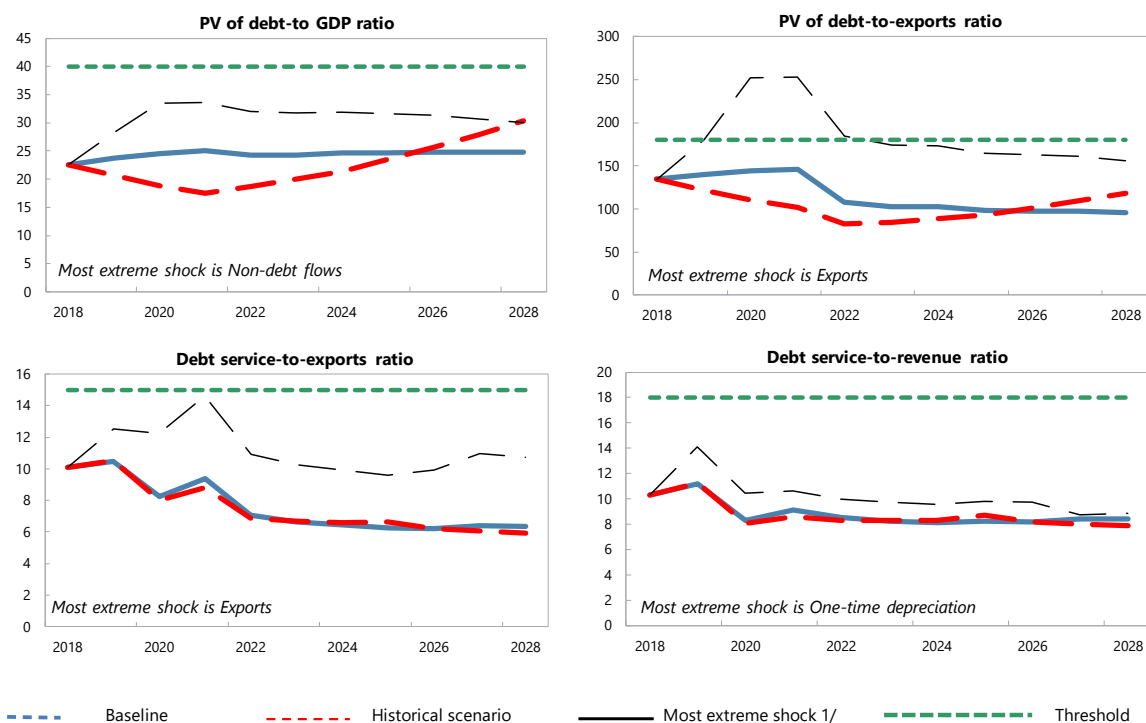 PV of debt-to GDP ratio
45
40
35
30
25
20
15
10
5
0
2018 2020 2022 2024 2026 2028
Most extreme shock is Non-debt flows
PV of debt-to-exports ratio
300
250
200
150
100
50
0
2018 2020 2022 2024 2026 2028
Most extreme shock is Exports
Debt service-to-exports ratio
16
14
12
10
8
6
4
2
0
2018 2020 2022 2024 2026 2028
Most extreme shock is Exports
Debt service-to-revenue ratio
20
18
16
14
12
10
8
6
4
2
0
2018 2020 2022 2024 2026 2028
Most extreme shock is One-time depreciation
Baseline Historical scenario Most extreme shock 1/ Threshold